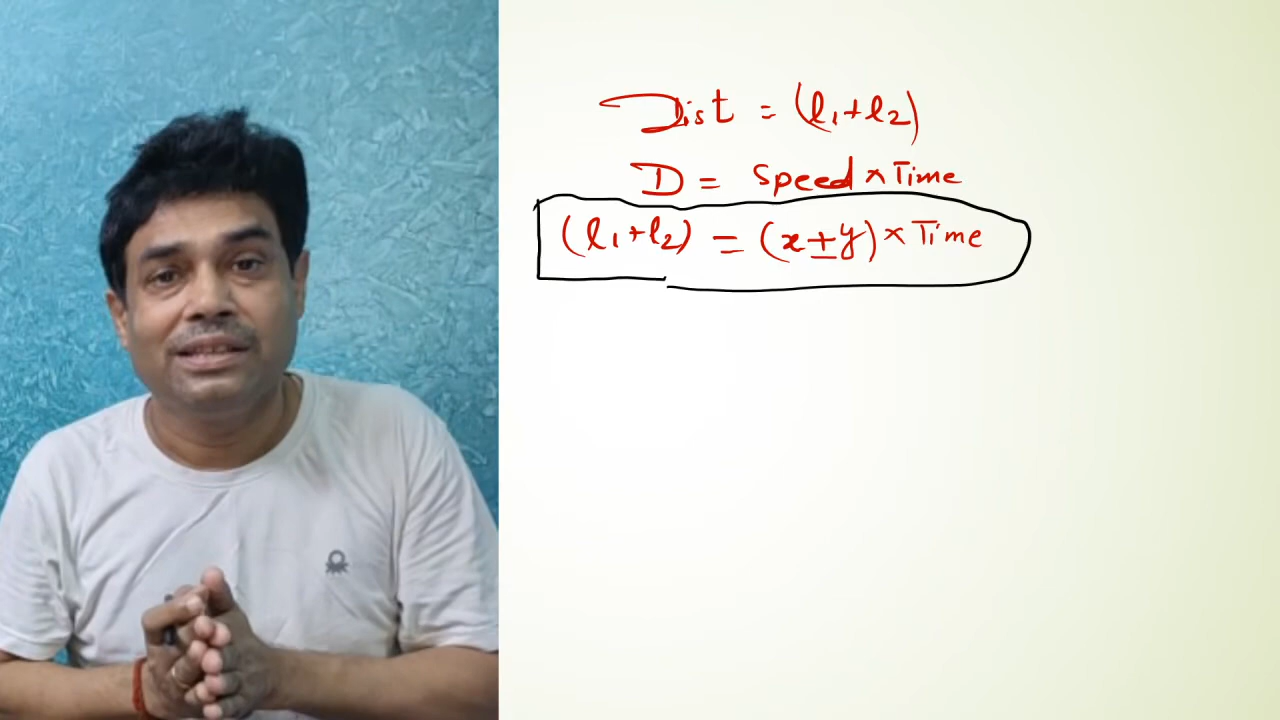 Dist = (l₁+l₂)
D = Speed × Time
(l₁+l₂) = (x±y) × Time